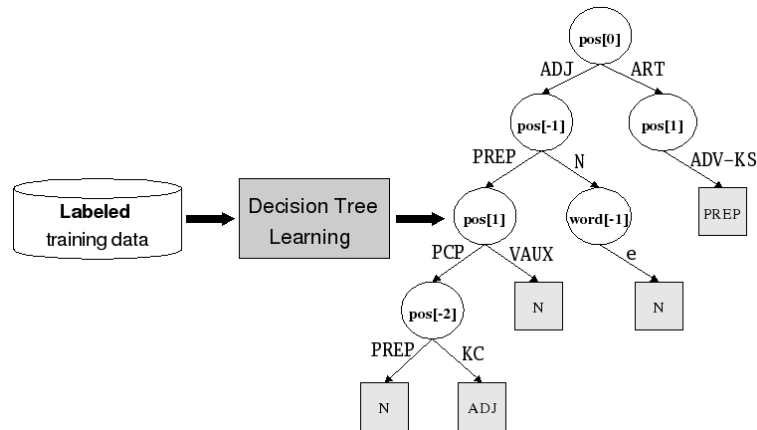 pos[0]
ADJ
ART
pos[-1]
pos[1]
PREP
N
ADV-KS
Labeled
training data
Decision Tree
Learning
pos[1]
word[-1]
PREP
PCP
VAUX
e
pos[-2]
N
N
PREP
KC
N
ADJ